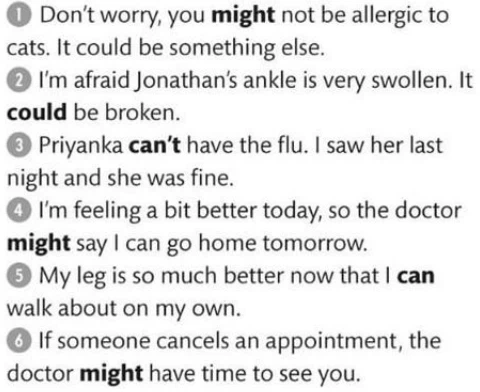 1 Don't worry, you might not be allergic to
cats. It could be something else.
2 I'm afraid Jonathan's ankle is very swollen. It
could be broken.
3 Priyanka can't have the flu. I saw her last
night and she was fine.
4 I'm feeling a bit better today, so the doctor
might say I can go home tomorrow.
5 My leg is so much better now that I can
walk about on my own.
6 If someone cancels an appointment, the
doctor might have time to see you.